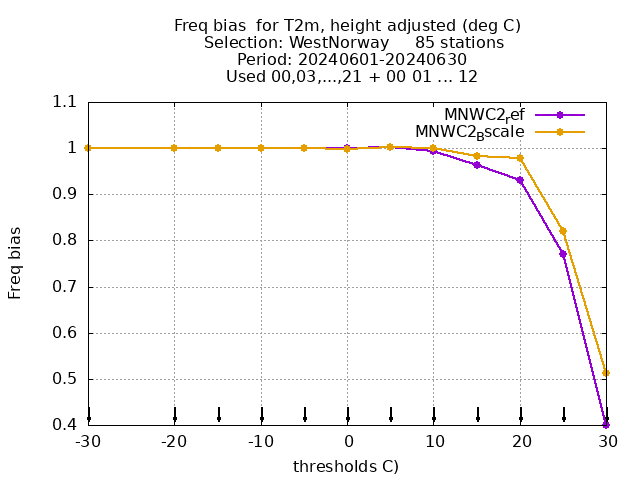 Freq bias  for T2m, height adjusted (deg C)
Selection: WestNorway     85 stations
Period: 20240601-20240630
Used 00,03,...,21 + 00 01 ... 12
MNWC2ref
MNWC2Bscale
1.1
1
0.9
0.8
0.7
0.6
0.5
0.4
Freq bias
-30 -20 -10 0 10 20 30
thresholds C)